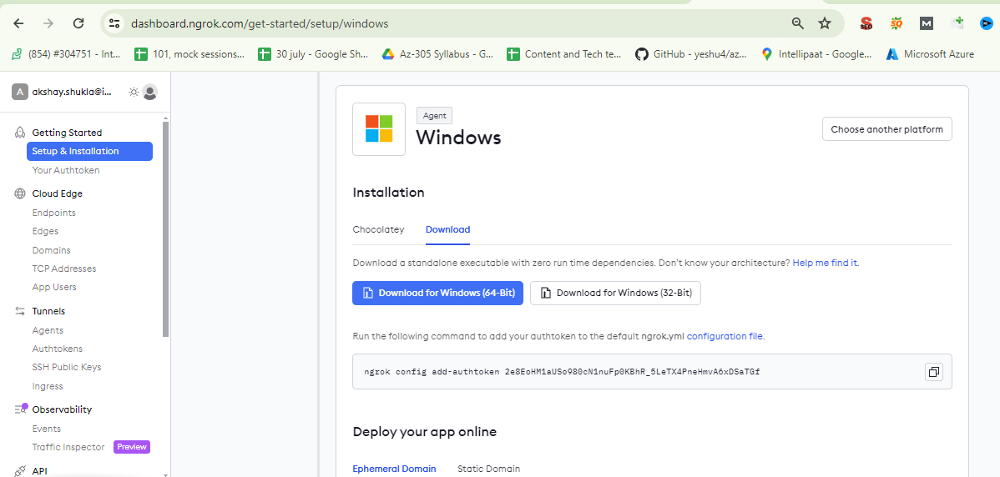 dashboard.ngrok.com/get-started/setup/windows
(854) #304751 - Int...
101, mock sessions...
30 july - Google Sh...
Az-305 Syllabus - G...
Content and Tech te...
GitHub - yeshu4/az...
Intellipaat - Google...
Microsoft Azure
A
akshay.shukla@i...
Getting Started
Setup & Installation
Your Authtoken
Cloud Edge
Endpoints
Edges
Domains
TCP Addresses
App Users
Tunnels
Agents
Authtokens
SSH Public Keys
Ingress
Observability
Events
Traffic Inspector Preview
API
Agent
Windows
Choose another platform
Installation
Chocolatey Download
Download a standalone executable with zero run time dependencies. Don't know your architecture? Help me find it.
Download for Windows (64-Bit) Download for Windows (32-Bit)
Run the following command to add your authtoken to the default ngrok.yml configuration file.
ngrok config add-authtoken 2e8EoHM1aUSo980cN1nuFp0KBhR_5LeTX4PneHmvA6xDSaTGf
Deploy your app online
Ephemeral Domain Static Domain